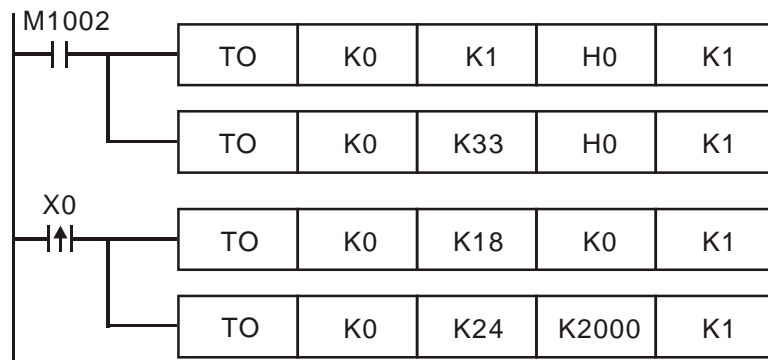 M1002
TO K0 K1 H0 K1
TO K0 K33 H0 K1
X0
TO K0 K18 K0 K1
TO K0 K24 K2000 K1